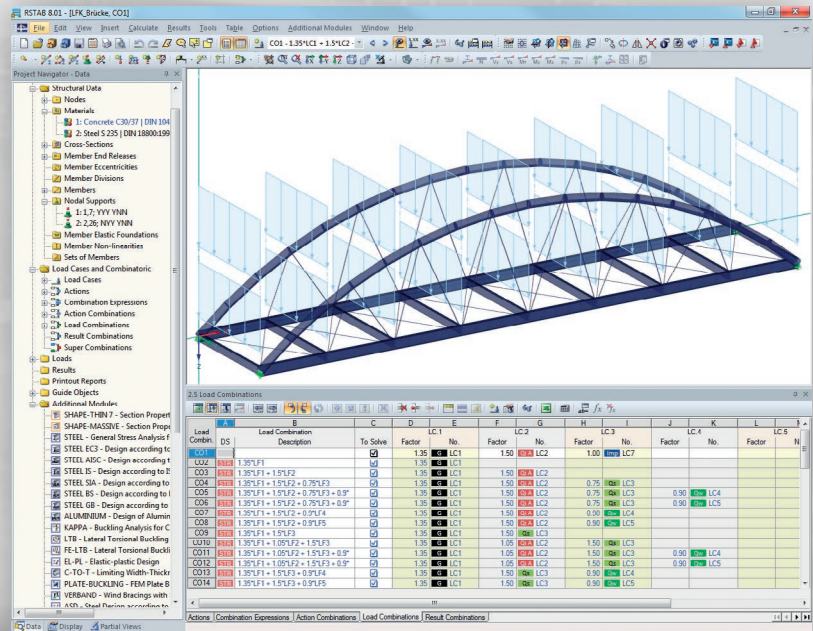 RSTAB 8.01 - [LFK_Brücke, CO1]
File Edit View Insert Calculate Results Tools Table Options Additional Modules Window Help
CO1 - 1.35*LC1 + 1.5*LC2 -
Project Navigator - Data
Structural Data
Nodes
Materials
1: Concrete C30/37 | DIN 104
2: Steel S 235 | DIN 18800:199
Cross-Sections
Member End Releases
Member Eccentricities
Member Divisions
Members
Nodal Supports
1: 1,7; YYY YNN
2: 2,26; NYY YNN
Member Elastic Foundations
Member Non-linearities
Sets of Members
Load Cases and Combinatoric
Load Cases
Actions
Combination Expressions
Action Combinations
Load Combinations
Result Combinations
Super Combinations
Loads
Results
Printout Reports
Guide Objects
Additional Modules
SHAPE-THIN 7 - Section Propert
SHAPE-MASSIVE - Section Prope
STEEL - General Stress Analysis f
STEEL EC3 - Design according to
STEEL AISC - Design according t
STEEL IS - Design according to IS
STEEL SIA - Design according to
STEEL BS - Design according to
STEEL GB - Design according to
ALUMINIUM - Design of Alumin
KAPPA - Buckling Analysis for C
LTB - Lateral Torsional Buckling
FE-LTB - Lateral Torsional Buckli
EL-PL - Elastic-plastic Design
C-TO-T - Limiting Width-Thickn
PLATE-BUCKLING - FEM Plate B
VERBAND - Wind Bracings with
ASD - Steel Design according to
Data Display Partial Views
Z
2.5 Load Combinations
A B C D E F G H I J K L
Load Load Combination LC.1 LC.2 LC.3 LC.4 LC.5
Combin. DS Description To Solve Factor No. Factor No. Factor No. Factor No. Factor N
CO1 1.35 G LC1 1.50 Qi A LC2 1.00 Imp LC7
CO2 STR 1.35*LF1 1.35 G LC1
CO3 STR 1.35*LF1 + 1.5*LF2 1.35 G LC1 1.50 Qi A LC2
CO4 STR 1.35*LF1 + 1.5*LF2 + 0.75*LF3 1.35 G LC1 1.50 Qi A LC2 0.75 Qs LC3
CO5 STR 1.35*LF1 + 1.5*LF2 + 0.75*LF3 + 0.9* 1.35 G LC1 1.50 Qi A LC2 0.75 Qs LC3 0.90 Qw LC4
CO6 STR 1.35*LF1 + 1.5*LF2 + 0.75*LF3 + 0.9* 1.35 G LC1 1.50 Qi A LC2 0.75 Qs LC3 0.90 Qw LC5
CO7 STR 1.35*LF1 + 1.5*LF2 + 0.9*LF4 1.35 G LC1 1.50 Qi A LC2 0.90 Qw LC4
CO8 STR 1.35*LF1 + 1.5*LF2 + 0.9*LF5 1.35 G LC1 1.50 Qi A LC2 0.90 Qw LC5
CO9 STR 1.35*LF1 + 1.5*LF3 1.35 G LC1 1.50 Qs LC3
CO10 STR 1.35*LF1 + 1.05*LF2 + 1.5*LF3 1.35 G LC1 1.05 Qi A LC2 1.50 Qs LC3
CO11 STR 1.35*LF1 + 1.05*LF2 + 1.5*LF3 + 0.9* 1.35 G LC1 1.05 Qi A LC2 1.50 Qs LC3 0.90 Qw LC4
CO12 STR 1.35*LF1 + 1.05*LF2 + 1.5*LF3 + 0.9* 1.35 G LC1 1.05 Qi A LC2 1.50 Qs LC3 0.90 Qw LC5
CO13 STR 1.35*LF1 + 1.5*LF3 + 0.9*LF4 1.35 G LC1 1.50 Qs LC3 0.90 Qw LC4
CO14 STR 1.35*LF1 + 1.5*LF3 + 0.9*LF5 1.35 G LC1 1.50 Qs LC3 0.90 Qw LC5
Actions Combination Expressions Action Combinations Load Combinations Result Combinations